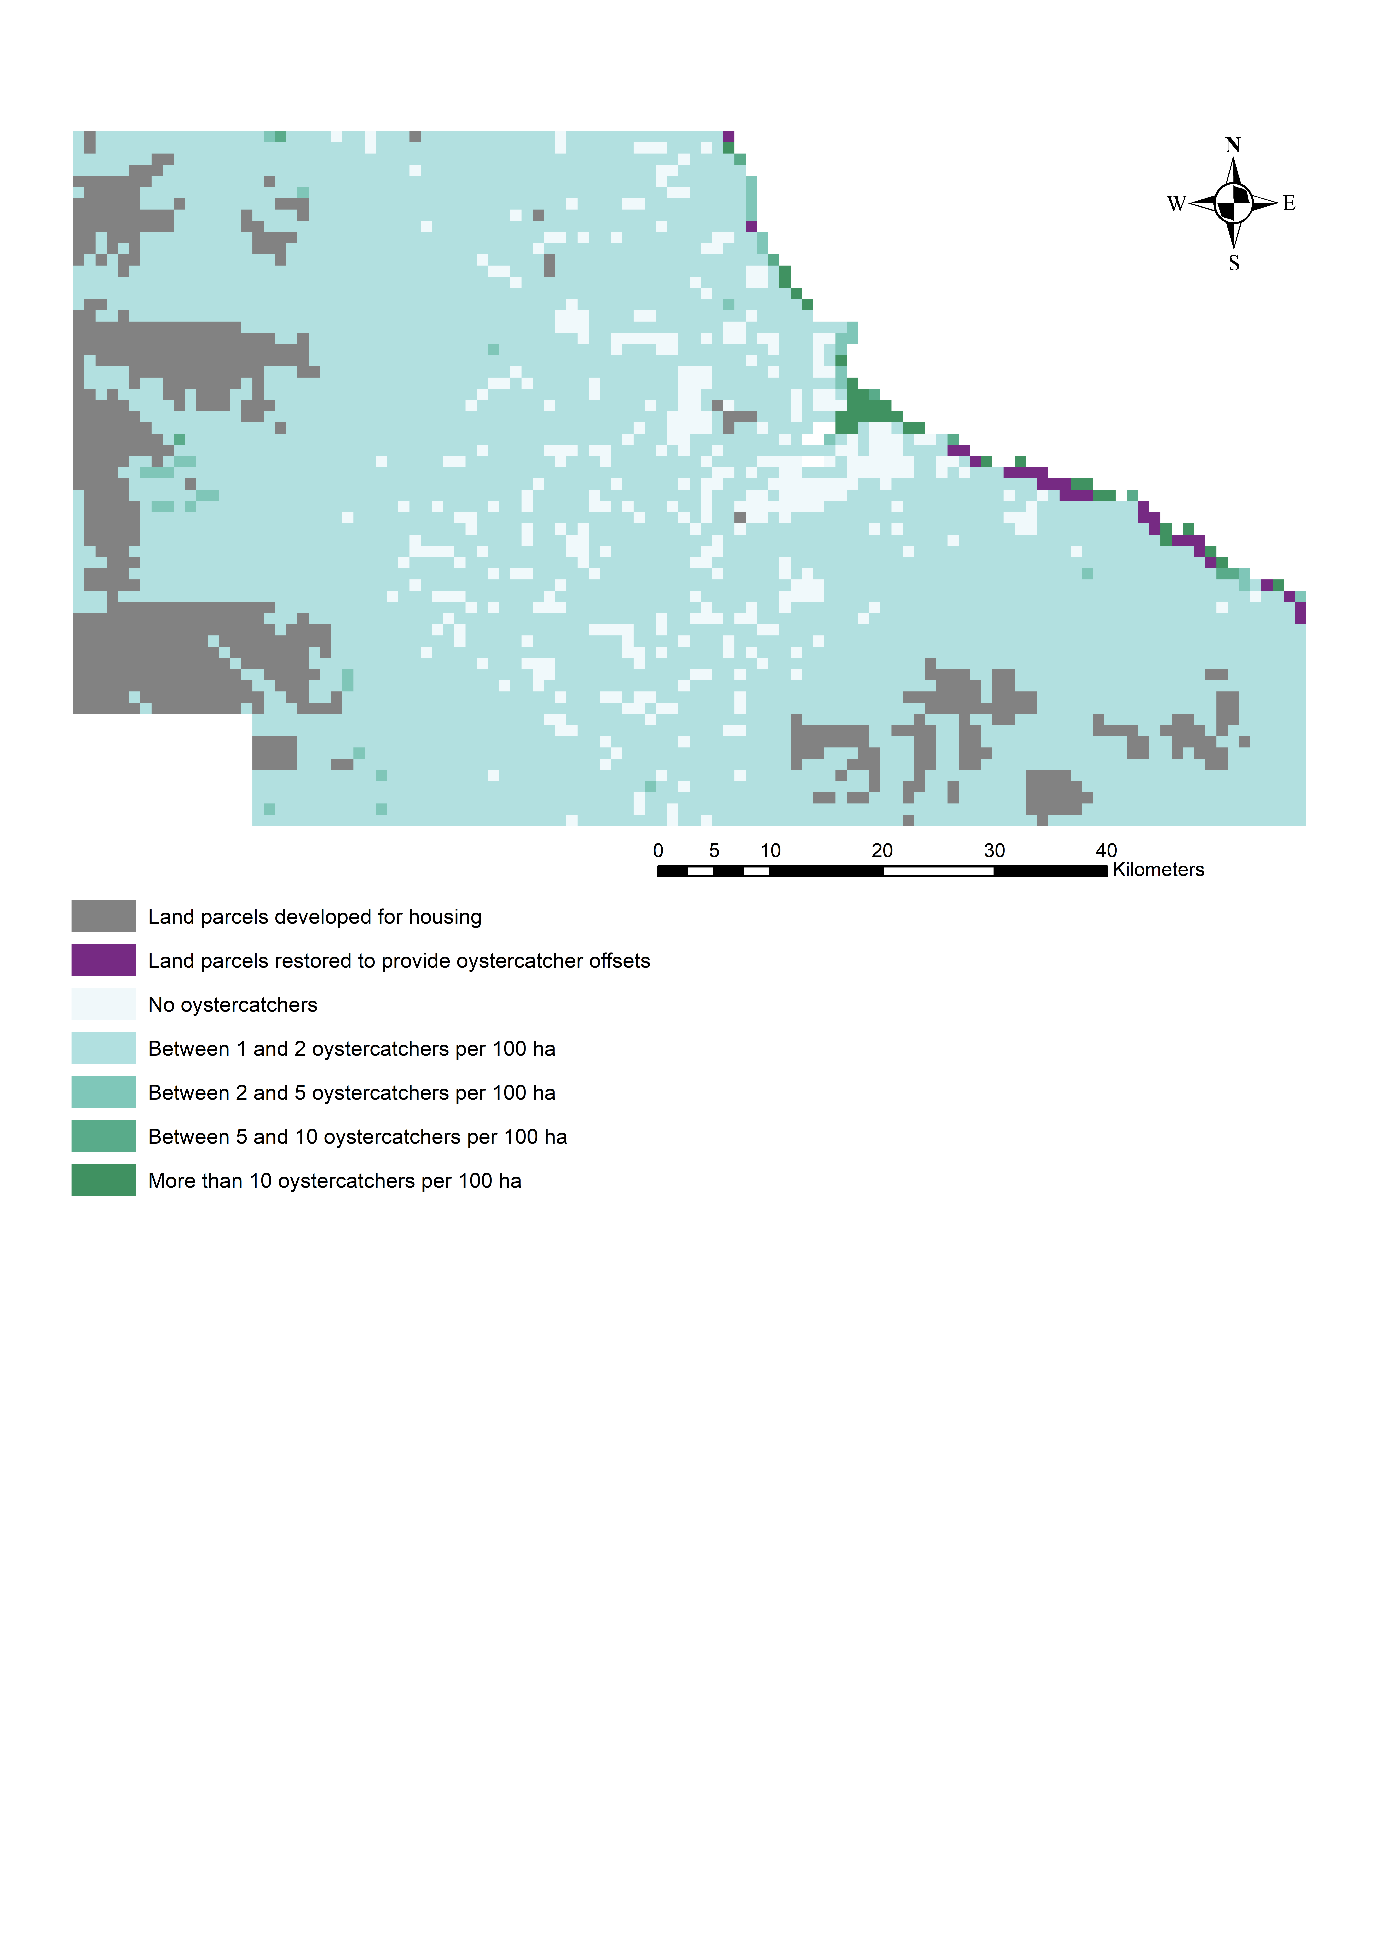 N
W E
S
0 5 10 20 30 40
Kilometers
Land parcels developed for housing
Land parcels restored to provide oystercatcher offsets
No oystercatchers
Between 1 and 2 oystercatchers per 100 ha
Between 2 and 5 oystercatchers per 100 ha
Between 5 and 10 oystercatchers per 100 ha
More than 10 oystercatchers per 100 ha